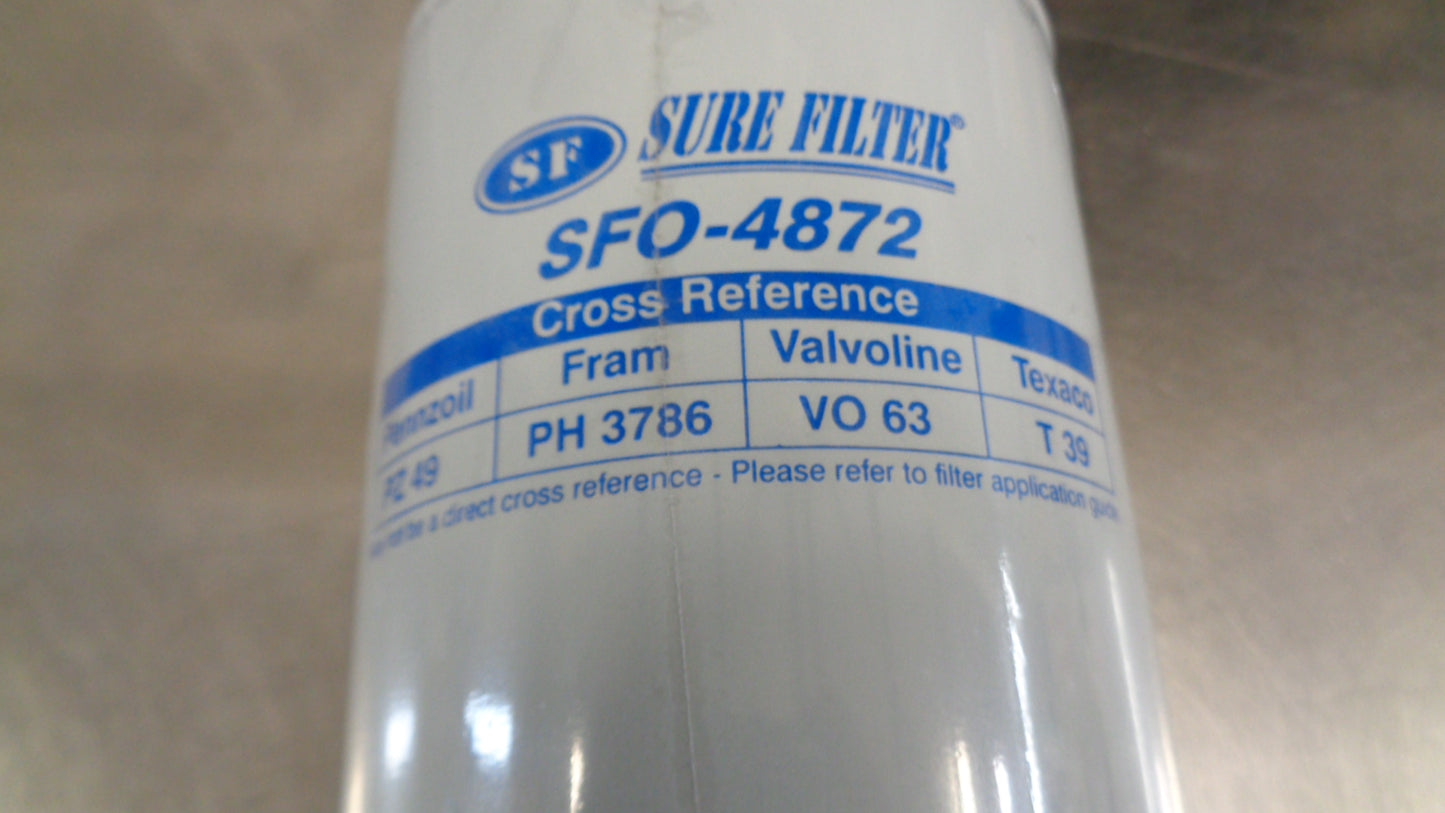 SF SURE FILTER®
SFO-4872
Cross Reference
Pennzoil Fram Valvoline Texaco
PZ 49 PH 3786 VO 63 T 39
be a direct cross reference - Please refer to filter application guide